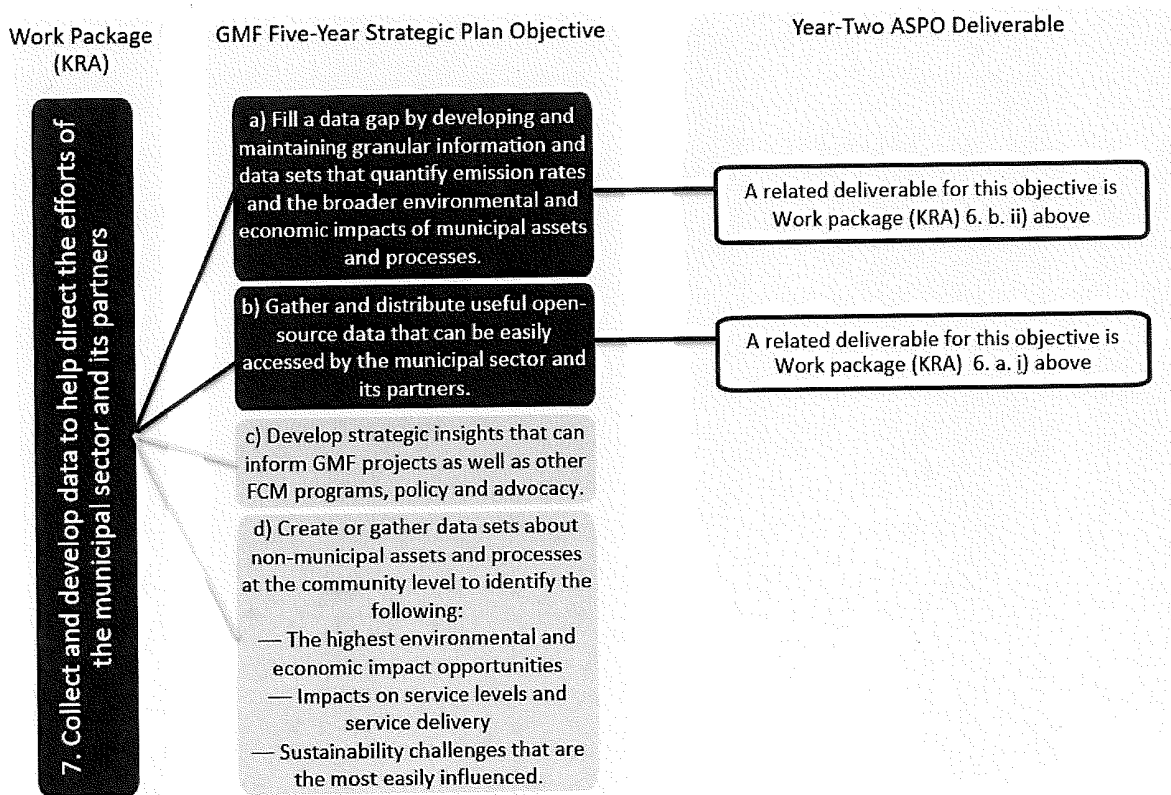 Work Package
(KRA)
GMF Five-Year Strategic Plan Objective
Year-Two ASPO Deliverable
7. Collect and develop data to help direct the efforts of
the municipal sector and its partners
a) Fill a data gap by developing and
maintaining granular information and
data sets that quantify emission rates
and the broader environmental and
economic impacts of municipal assets
and processes.
A related deliverable for this objective is
Work package (KRA) 6. b. ii) above
b) Gather and distribute useful open-
source data that can be easily
accessed by the municipal sector and
its partners.
A related deliverable for this objective is
Work package (KRA) 6. a. i) above
c) Develop strategic insights that can
inform GMF projects as well as other
FCM programs, policy and advocacy.
d) Create or gather data sets about
non-municipal assets and processes
at the community level to identify the
following:
— The highest environmental and
economic impact opportunities
— Impacts on service levels and
service delivery
— Sustainability challenges that are
the most easily influenced.